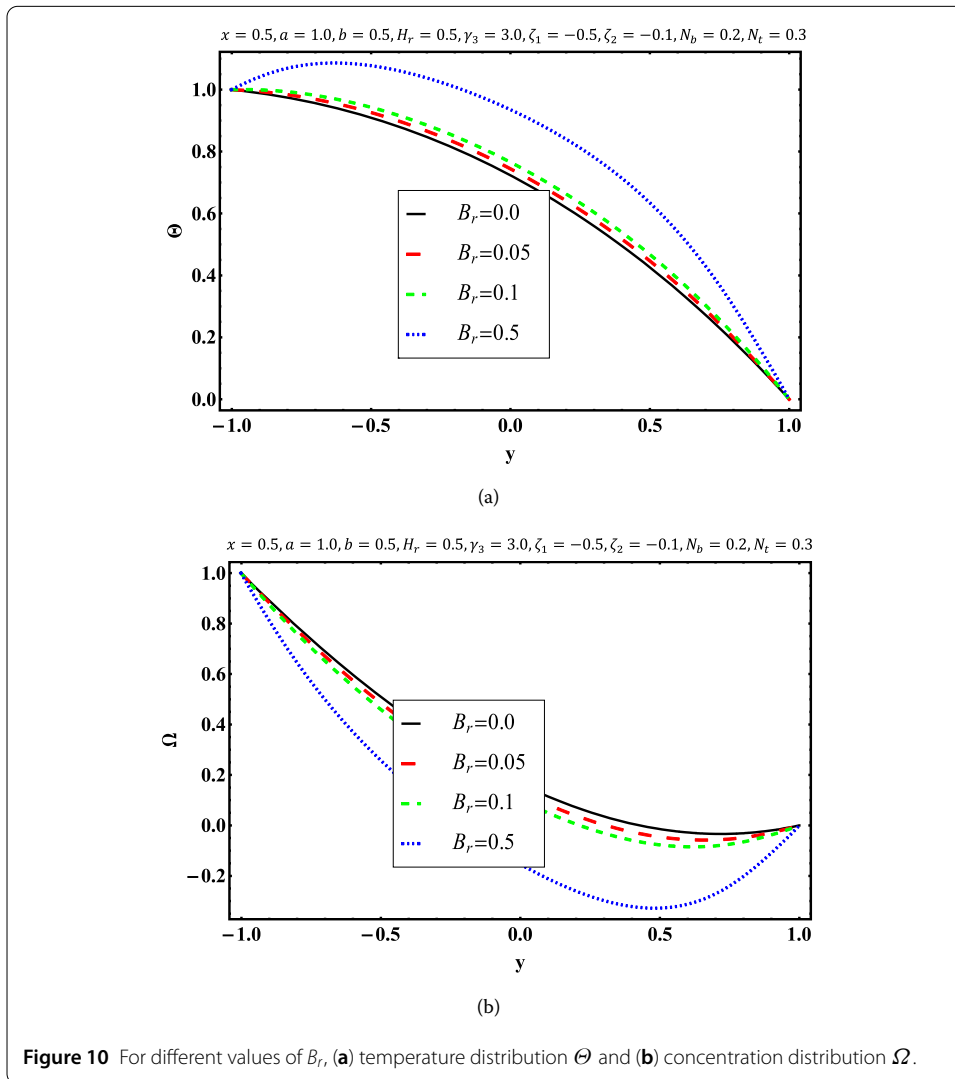 x = 0.5, a = 1.0, b = 0.5, H_r = 0.5, γ_3 = 3.0, ζ_1 = −0.5, ζ_2 = −0.1, N_b = 0.2, N_t = 0.3
1.0
0.8
0.6
0.4
0.2
0.0
Θ
B_r=0.0
B_r=0.05
B_r=0.1
B_r=0.5
−1.0 −0.5 0.0 0.5 1.0
y
(a)
x = 0.5, a = 1.0, b = 0.5, H_r = 0.5, γ_3 = 3.0, ζ_1 = −0.5, ζ_2 = −0.1, N_b = 0.2, N_t = 0.3
1.0
0.8
0.6
0.4
0.2
0.0
−0.2
Ω
B_r=0.0
B_r=0.05
B_r=0.1
B_r=0.5
−1.0 −0.5 0.0 0.5 1.0
y
(b)
Figure 10 For different values of B_r, (a) temperature distribution Θ and (b) concentration distribution Ω.